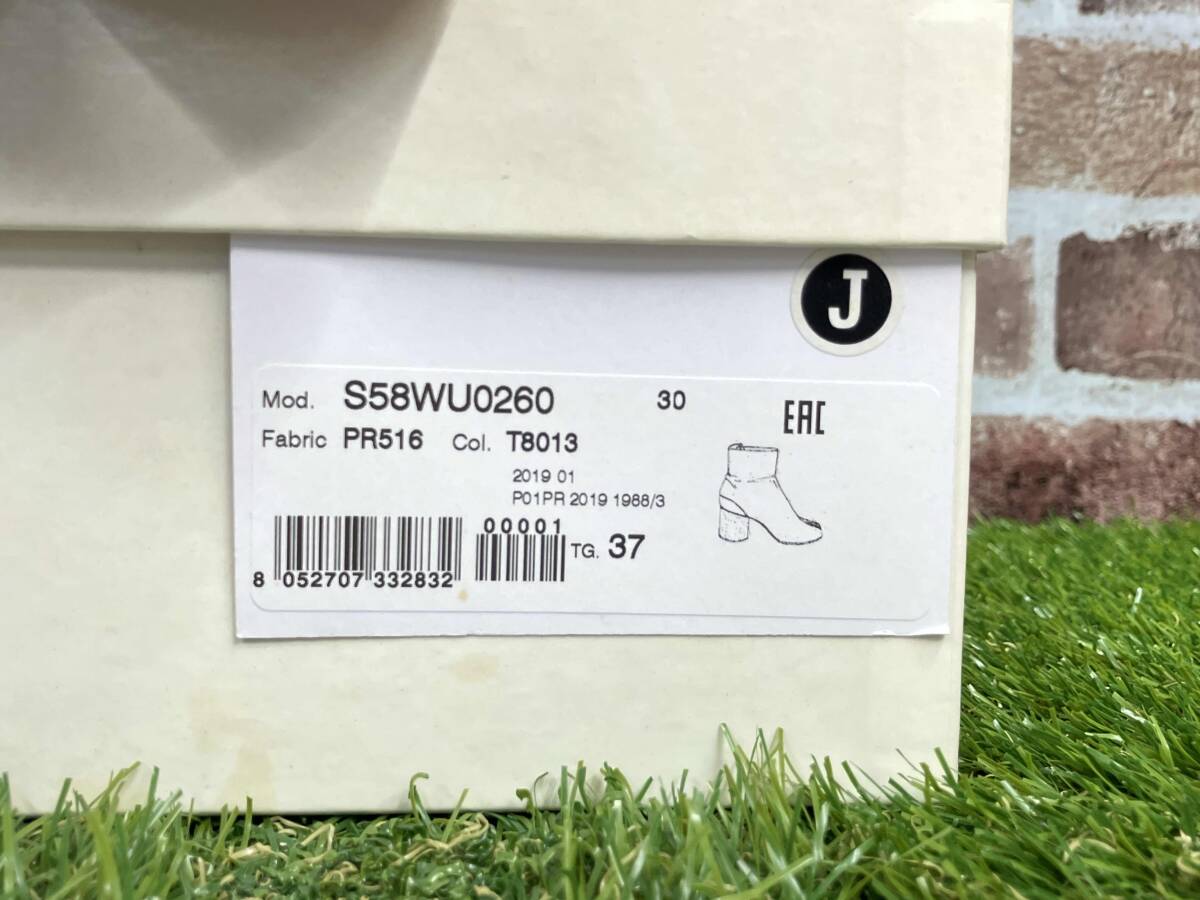 J
Mod. S58WU0260 30
EAC
Fabric PR516 Col. T8013
2019 01
P01PR 2019 1988/3
00001
TG. 37
8 052707 332832